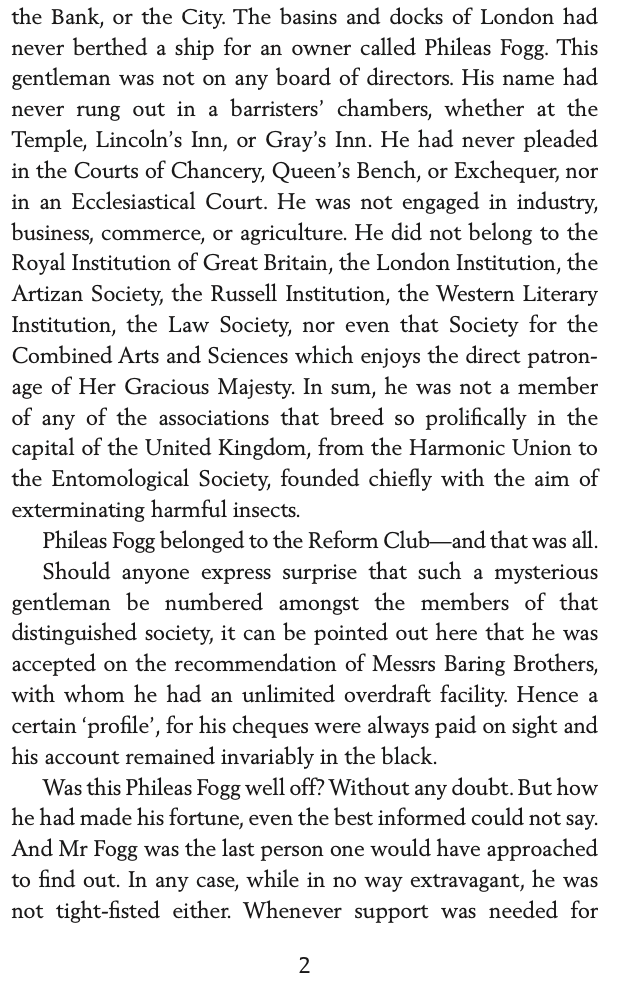 the Bank, or the City. The basins and docks of London had
never berthed a ship for an owner called Phileas Fogg. This
gentleman was not on any board of directors. His name had
never rung out in a barristers’ chambers, whether at the
Temple, Lincoln’s Inn, or Gray’s Inn. He had never pleaded
in the Courts of Chancery, Queen’s Bench, or Exchequer, nor
in an Ecclesiastical Court. He was not engaged in industry,
business, commerce, or agriculture. He did not belong to the
Royal Institution of Great Britain, the London Institution, the
Artizan Society, the Russell Institution, the Western Literary
Institution, the Law Society, nor even that Society for the
Combined Arts and Sciences which enjoys the direct patron-
age of Her Gracious Majesty. In sum, he was not a member
of any of the associations that breed so prolifically in the
capital of the United Kingdom, from the Harmonic Union to
the Entomological Society, founded chiefly with the aim of
exterminating harmful insects.
Phileas Fogg belonged to the Reform Club—and that was all.
Should anyone express surprise that such a mysterious
gentleman be numbered amongst the members of that
distinguished society, it can be pointed out here that he was
accepted on the recommendation of Messrs Baring Brothers,
with whom he had an unlimited overdraft facility. Hence a
certain ‘profile’, for his cheques were always paid on sight and
his account remained invariably in the black.
Was this Phileas Fogg well off? Without any doubt. But how
he had made his fortune, even the best informed could not say.
And Mr Fogg was the last person one would have approached
to find out. In any case, while in no way extravagant, he was
not tight-fisted either. Whenever support was needed for
2